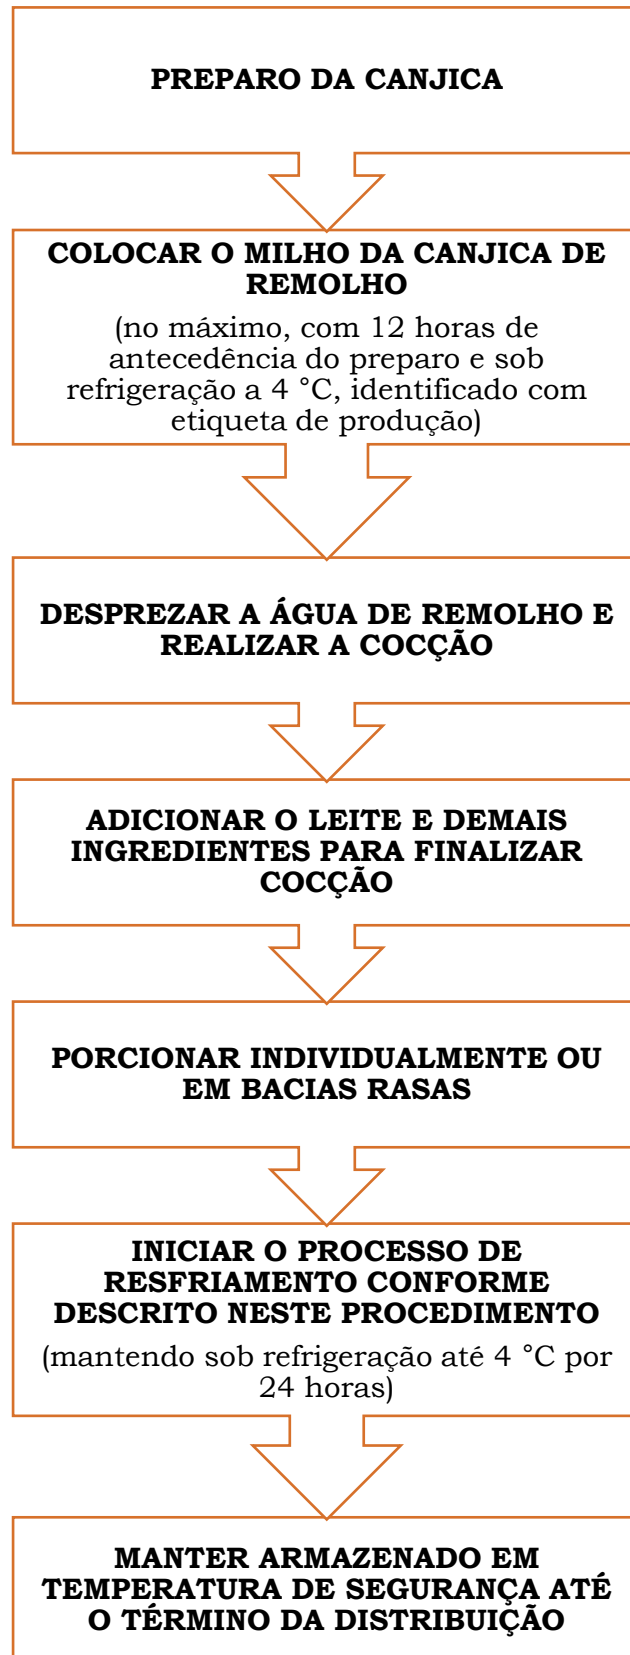 PREPARO DA CANJICA
COLOCAR O MILHO DA CANJICA DE
REMOLHO
(no máximo, com 12 horas de
antecedência do preparo e sob
refrigeração a 4 °C, identificado com
etiqueta de produção)
DESPREZAR A ÁGUA DE REMOLHO E
REALIZAR A COCÇÃO
ADICIONAR O LEITE E DEMAIS
INGREDIENTES PARA FINALIZAR
COCÇÃO
PORCIONAR INDIVIDUALMENTE OU
EM BACIAS RASAS
INICIAR O PROCESSO DE
RESFRIAMENTO CONFORME
DESCRITO NESTE PROCEDIMENTO
(mantendo sob refrigeração até 4 °C por
24 horas)
MANTER ARMAZENADO EM
TEMPERATURA DE SEGURANÇA ATÉ
O TÉRMINO DA DISTRIBUIÇÃO